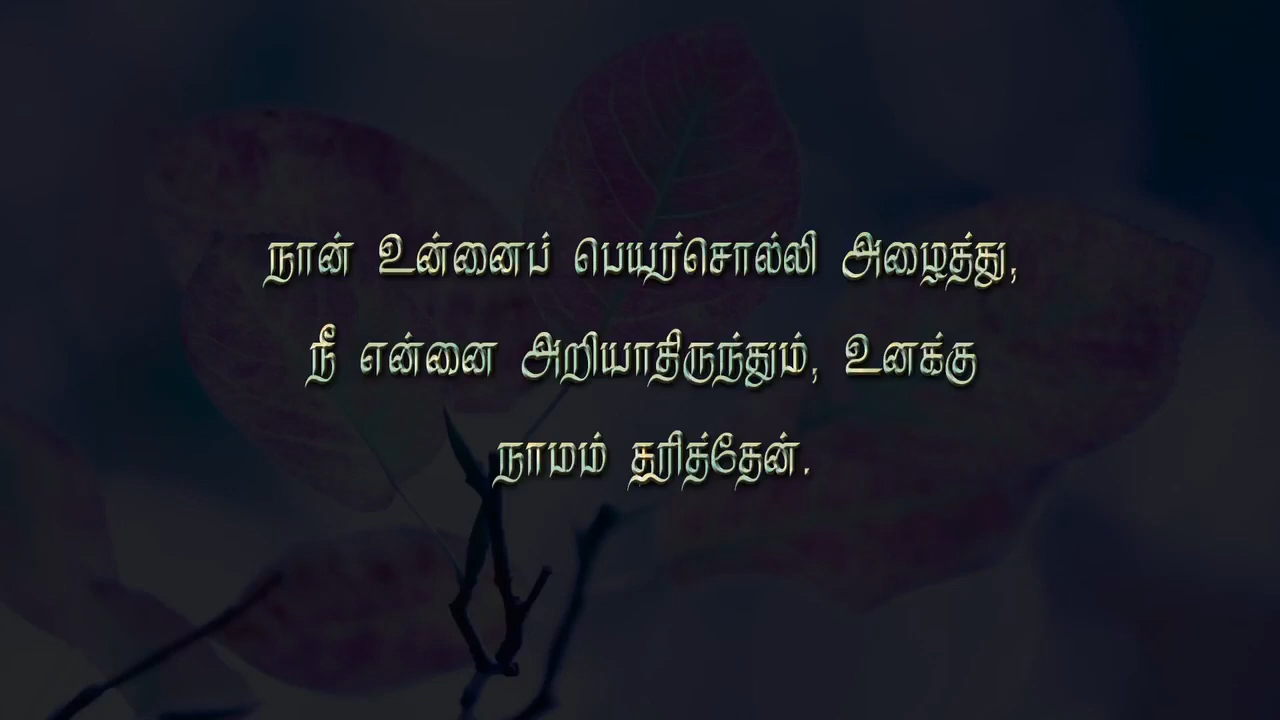 நான் உன்னைப் பெயர்சொல்லி அழைத்து,
நீ என்னை அறியாதிருந்தும், உனக்கு
நாமம் தரித்தேன்.